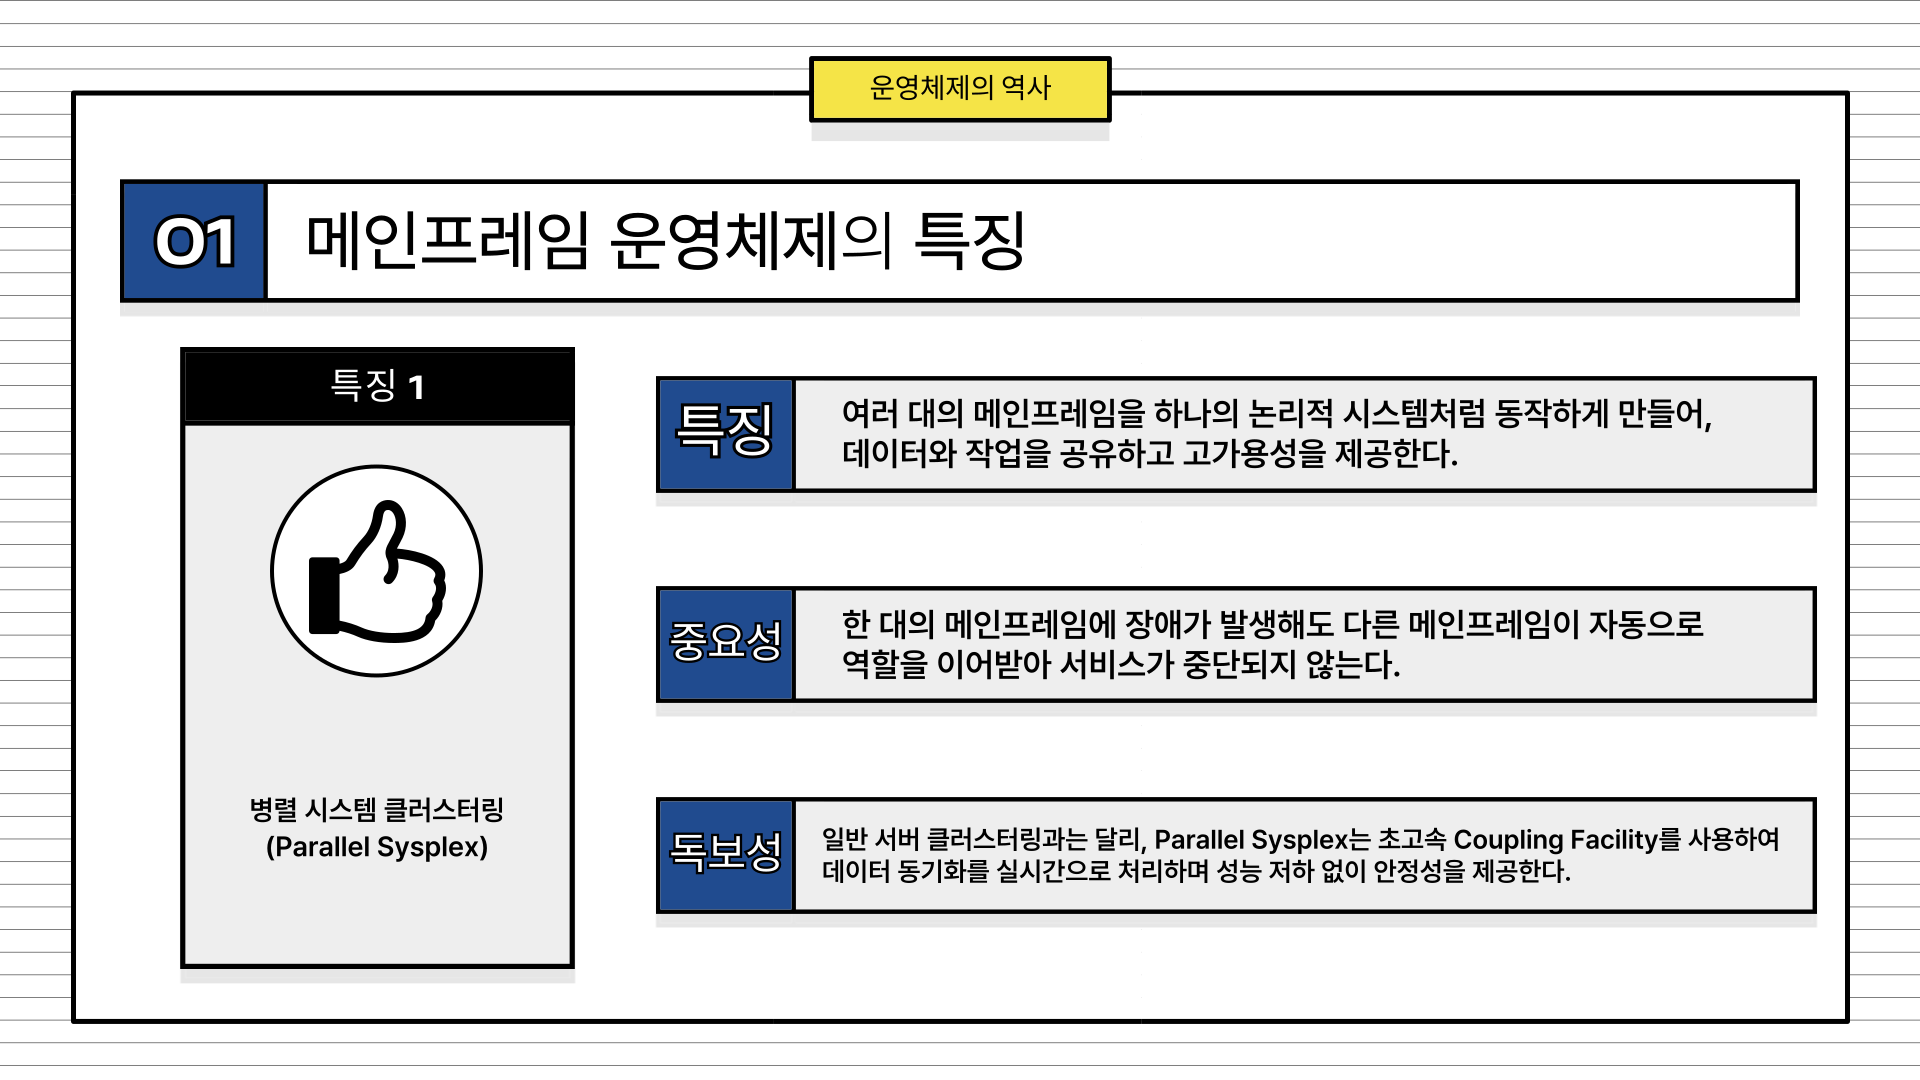 운영체제의 역사
01
메인프레임 운영체제의 특징
특징 1
병렬 시스템 클러스터링
(Parallel Sysplex)
특징
여러 대의 메인프레임을 하나의 논리적 시스템처럼 동작하게 만들어,
데이터와 작업을 공유하고 고가용성을 제공한다.
중요성
한 대의 메인프레임에 장애가 발생해도 다른 메인프레임이 자동으로
역할을 이어받아 서비스가 중단되지 않는다.
독보성
일반 서버 클러스터링과는 달리, Parallel Sysplex는 초고속 Coupling Facility를 사용하여
데이터 동기화를 실시간으로 처리하며 성능 저하 없이 안정성을 제공한다.